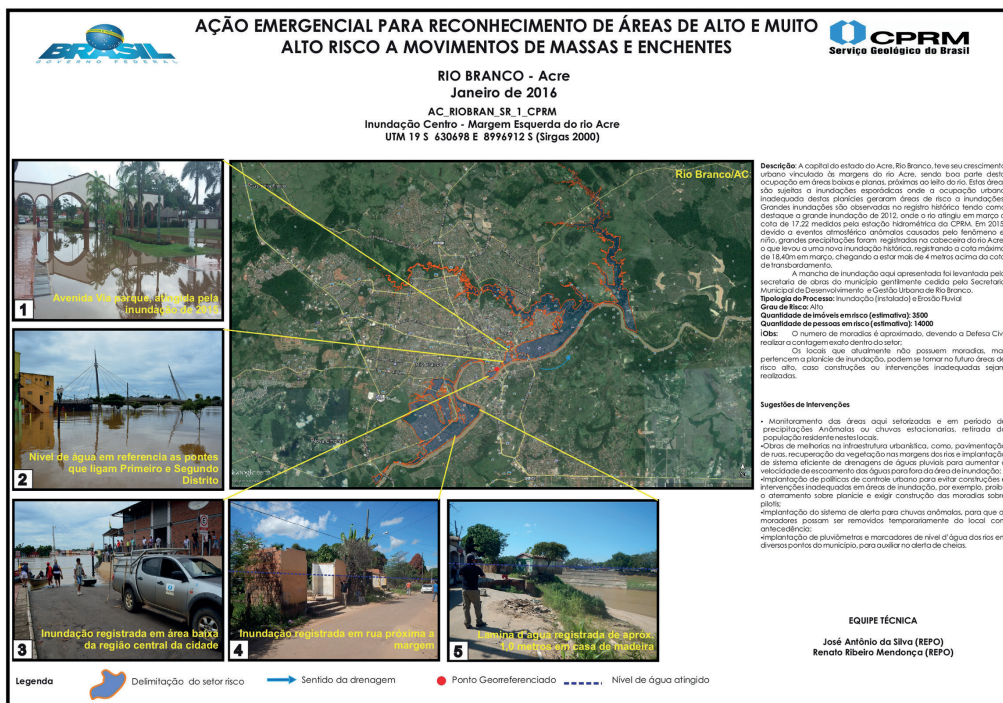 BRASIL
GOVERNO FEDERAL
AÇÃO EMERGENCIAL PARA RECONHECIMENTO DE ÁREAS DE ALTO E MUITO
ALTO RISCO A MOVIMENTOS DE MASSAS E ENCHENTES
CPRM
Serviço Geológico do Brasil
RIO BRANCO - Acre
Janeiro de 2016
AC_RIOBRAN_SR_1_CPRM
Inundação Centro - Margem Esquerda do rio Acre
UTM 19 S 630698 E 8996912 S (Sirgas 2000)
Avenida Via parque, atingida pela
inundação de 2015
1
Nível de água em referencia as pontes
que ligam Primeiro e Segundo
Distrito
2
Rio Branco/AC
Inundação registrada em área baixa
da região central da cidade
3
Inundação registrada em rua próxima a
margem
4
Lamina d'água registrada de apróx.
1,0 metros em casa de madeira
5
Descrição: A capital do estado do Acre, Rio Branco, teve seu crescimento
urbano vinculado às margens do rio Acre, sendo boa parte desta
ocupação em áreas baixas e planas, próximas ao leito do rio. Estas área
são sujeitas a inundações esporádicas onde a ocupação urbana
inadequada destas planícies geraram áreas de risco a inundações
Grandes inundações são observadas no registro histórico tendo como
destaque a grande inundação de 2012, onde o rio atingiu em março a
cota de 17,22 medidos pela estação hidrométrica da CPRM. Em 2015
devido a eventos atmosférico anômalos causados pelo fenômeno e
niño, grandes precipitações foram registradas na cabeceira do rio Acre
o que levou a uma nova inundação histórica, registrando a cota máxima
de 18,40m em março, chegando a estar mais de 4 metros acima da cota
de transbordamento.
A mancha de inundação aqui apresentada foi levantada pela
secretaria de obras do município gentilmente cedida pela Secretaria
Municipal de Desenvolvimento e Gestão Urbana de Rio Branco.
Tipologia do Processo: Inundação (instalado) e Erosão Fluvial
Grau de Risco: Alto
Quantidade de imóveis em risco (estimativa): 3500
Quantidade de pessoas em risco (estimativa): 14000
Obs: O numero de moradias é aproximado, devendo a Defesa Civi
realizar a contagem exata dentro do setor;
Os locais que atualmente não possuem moradias, ma
pertencem a planície de inundação, podem se tornar no futuro áreas de
risco alto, caso construções ou intervenções inadequadas sejam
realizadas.
Sugestões de Intervenções
• Monitoramento das áreas aqui setorizadas e em período de
precipitações Anômalas ou chuvas estacionarias, retirada da
população residente nestes locais.
•Obras de melhorias na infraestrutura urbanística, como, pavimentação
de ruas, recuperação da vegetação nas margens dos rios e implantação
de sistema eficiente de drenagens de águas pluviais para aumentar a
velocidade de escoamento das águas para fora da área de inundação;
•Implantação de políticas de controle urbano para evitar construções e
intervenções inadequadas em áreas de inundação, por exemplo, proibi
o aterramento sobre planície e exigir construção das moradias sobre
pilotis;
•Implantação do sistema de alerta para chuvas anômalas, para que o
moradores possam ser removidos temporariamente do local com
antecedência;
•Implantação de pluviômetros e marcadores de nível d'água dos rios em
diversos pontos do município, para auxiliar no alerta de cheias.
EQUIPE TÉCNICA
José Antônio da Silva (REPO)
Renato Ribeiro Mendonça (REPO)
Legenda
Delimitação do setor risco
Sentido da drenagem
Ponto Georreferenciado
Nível de água atingido